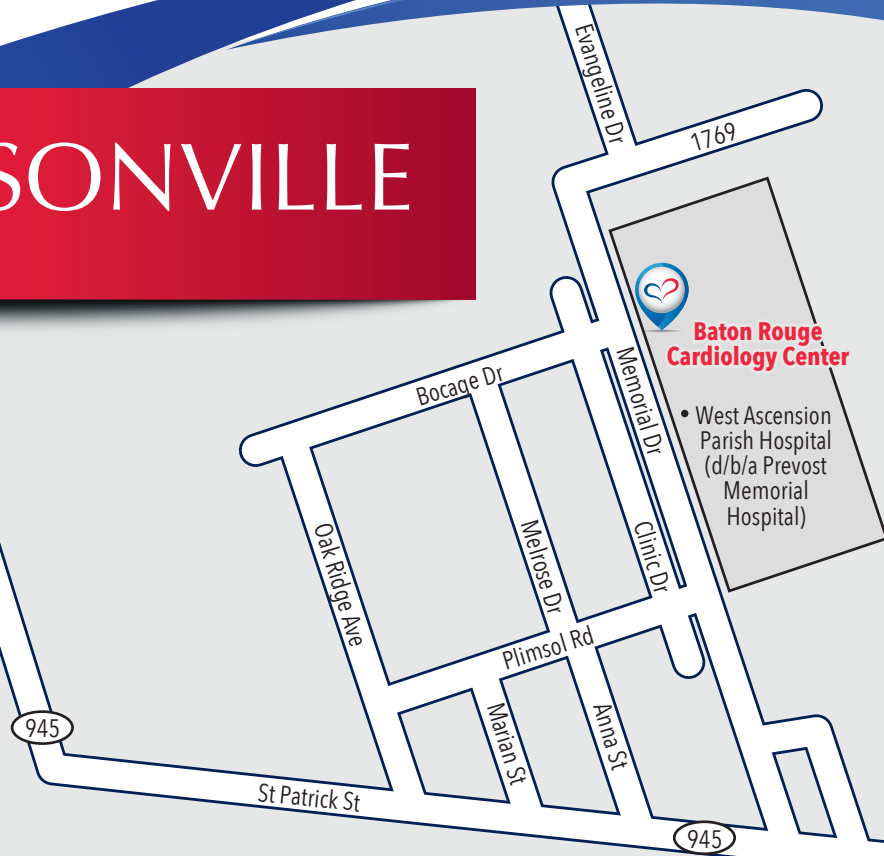 Evangeline Dr
1769
SONVILLE
Baton Rouge
Cardiology Center
Memorial Dr
Bocage Dr
• West Ascension
Parish Hospital
(d/b/a Prevost
Memorial
Hospital)
Oak Ridge Ave
Melrose Dr
Clinic Dr
Plimsol Rd
Marian St
Anna St
945
St Patrick St
945